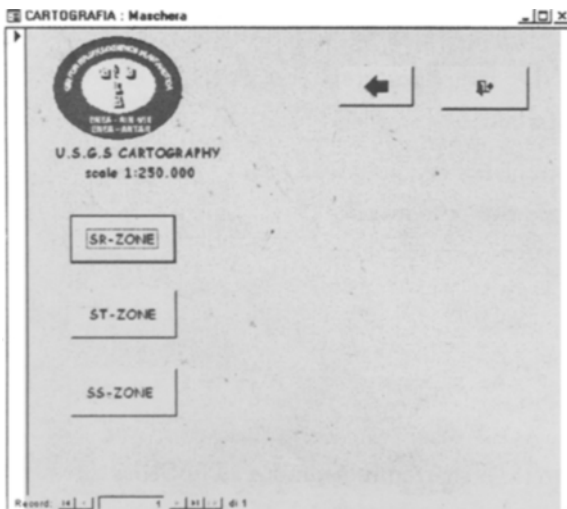 CARTOGRAFIA : Maschera
U.S.G.S CARTOGRAPHY
scale 1:250.000
SR-ZONE
ST-ZONE
SS-ZONE
Record: 1 di 1